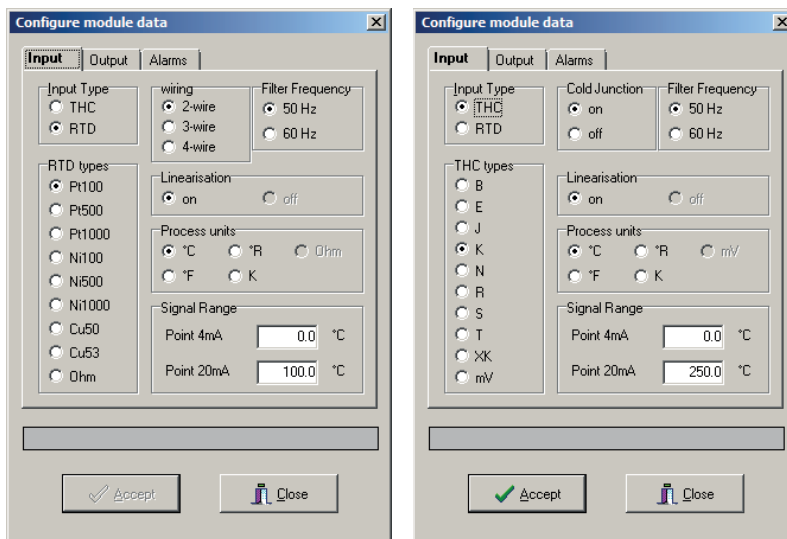 Configure module data
Input Output Alarms
Input Type
THC
RTD
wiring
2-wire
3-wire
4-wire
Filter Frequency
50 Hz
60 Hz
RTD types
Pt100
Pt500
Pt1000
Ni100
Ni500
Ni1000
Cu50
Cu53
Ohm
Linearisation
on off
Process units
°C °R Ohm
°F K
Signal Range
Point 4mA 0.0 °C
Point 20mA 100.0 °C
Accept Close
Configure module data
Input Output Alarms
Input Type
THC
RTD
Cold Junction
on
off
Filter Frequency
50 Hz
60 Hz
THC types
B
E
J
K
N
R
S
T
XK
mV
Linearisation
on off
Process units
°C °R mV
°F K
Signal Range
Point 4mA 0.0 °C
Point 20mA 250.0 °C
Accept Close